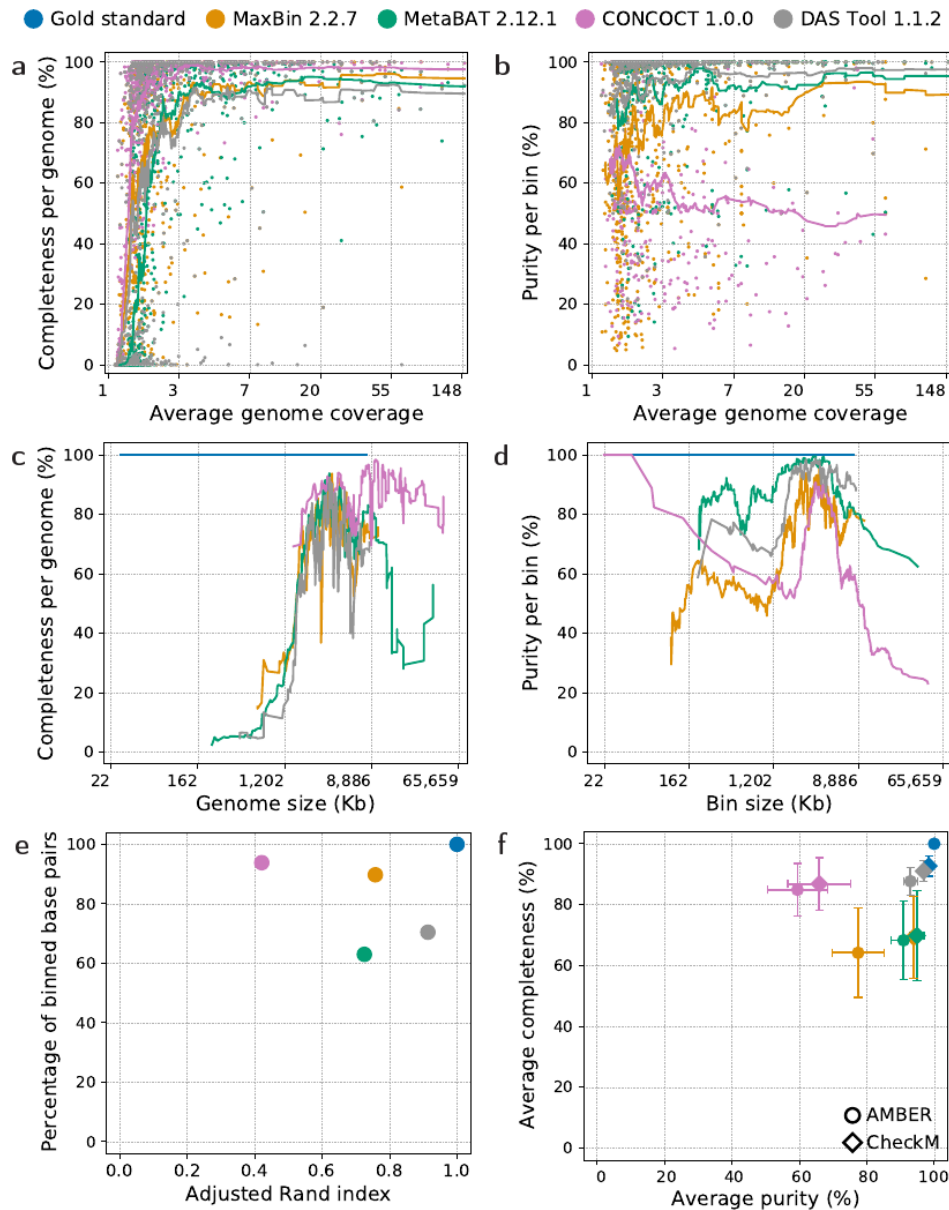 Gold standard MaxBin 2.2.7 MetaBAT 2.12.1 CONCOCT 1.0.0 DAS Tool 1.1.2
a
Completeness per genome (%)
100
80
60
40
20
0
1 3 7 20 55 148
Average genome coverage
b
Purity per bin (%)
100
80
60
40
20
0
1 3 7 20 55 148
Average genome coverage
c
Completeness per genome (%)
100
80
60
40
20
0
22 162 1,202 8,886 65,659
Genome size (Kb)
d
Purity per bin (%)
100
80
60
40
20
0
22 162 1,202 8,886 65,659
Bin size (Kb)
e
Percentage of binned base pairs
100
80
60
40
20
0
0.0 0.2 0.4 0.6 0.8 1.0
Adjusted Rand index
f
Average completeness (%)
100
80
60
40
20
0
AMBER
CheckM
0 20 40 60 80 100
Average purity (%)